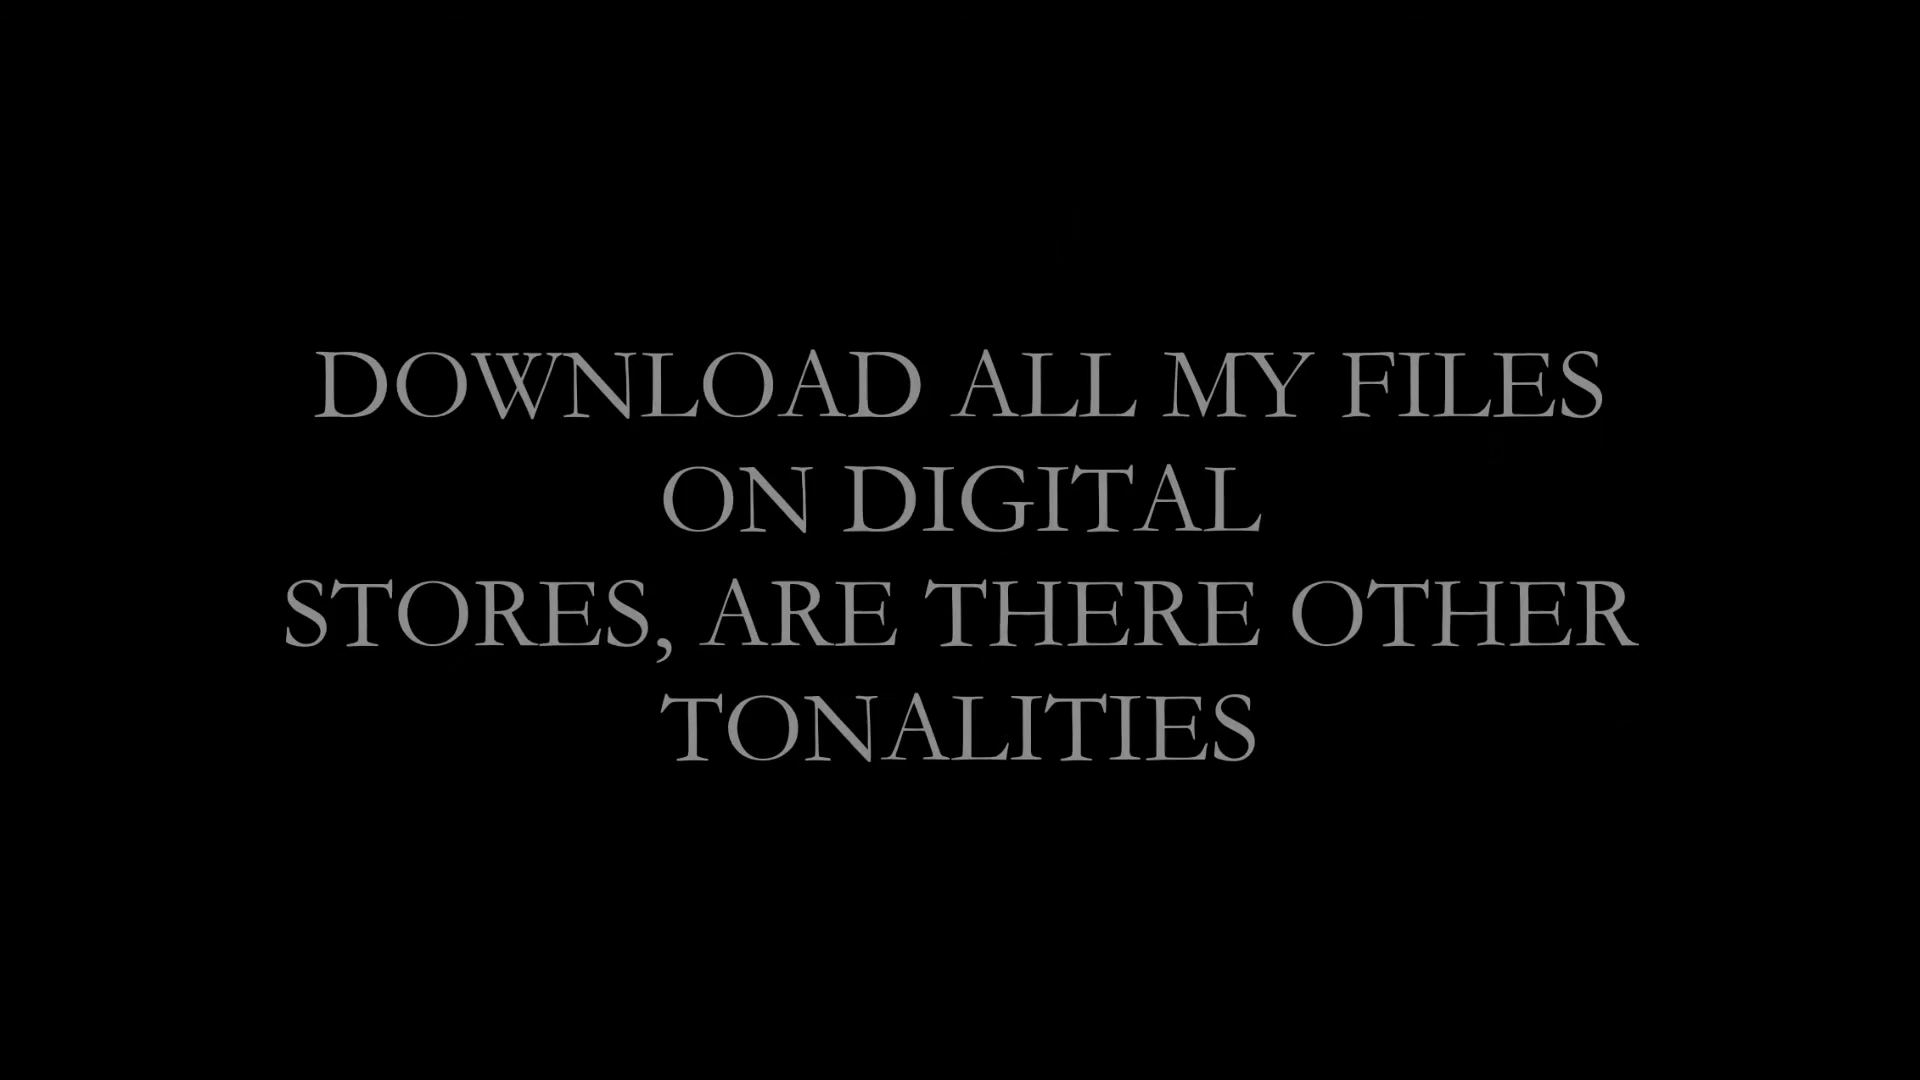 DOWNLOAD ALL MY FILES
ON DIGITAL
STORES, ARE THERE OTHER
TONALITIES